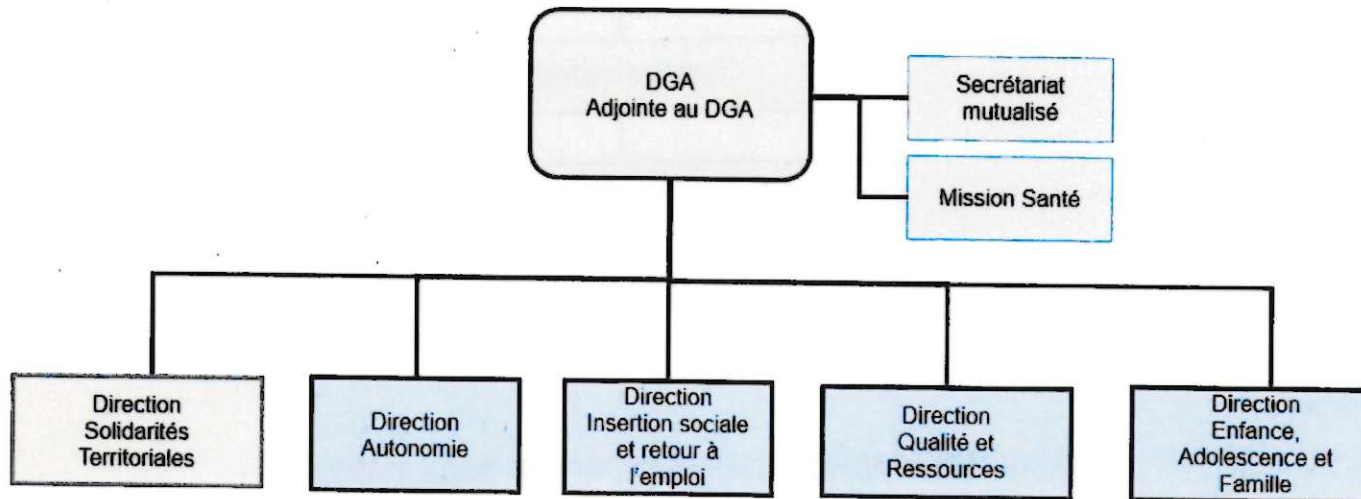 DGA
Adjointe au DGA
Secrétariat
mutualisé
Mission Santé
Direction
Solidarités
Territoriales
Direction
Autonomie
Direction
Insertion sociale
et retour à
l'emploi
Direction
Qualité et
Ressources
Direction
Enfance,
Adolescence et
Famille